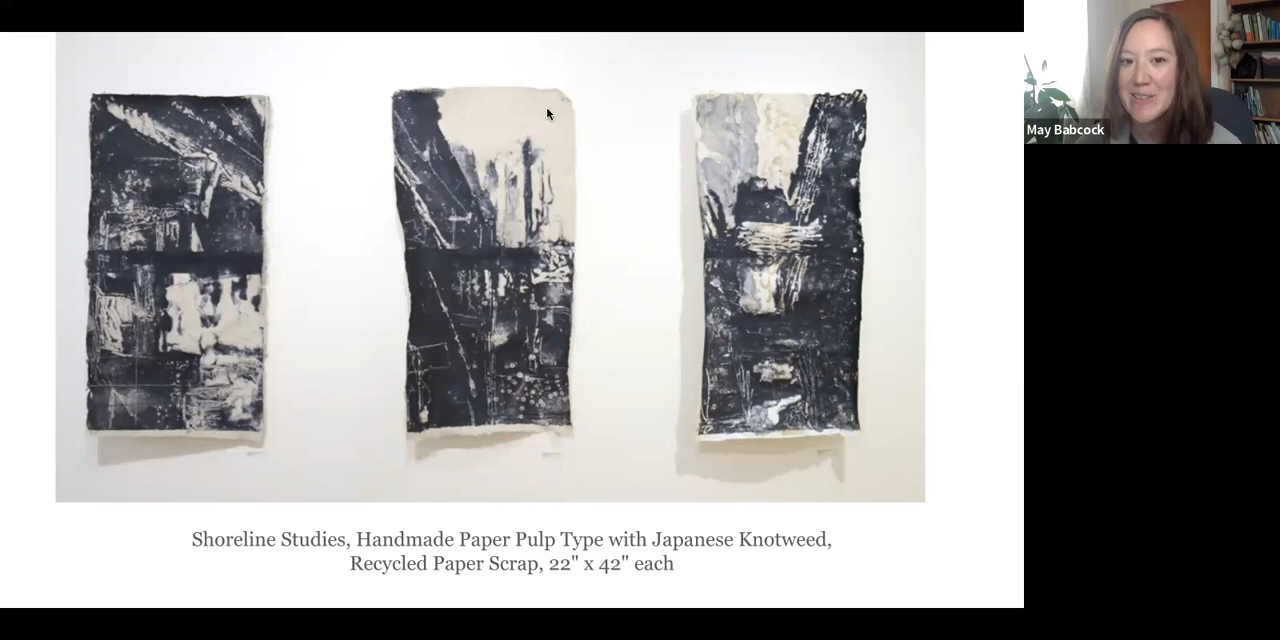 May Babcock
Shoreline Studies, Handmade Paper Pulp Type with Japanese Knotweed,
Recycled Paper Scrap, 22" x 42" each